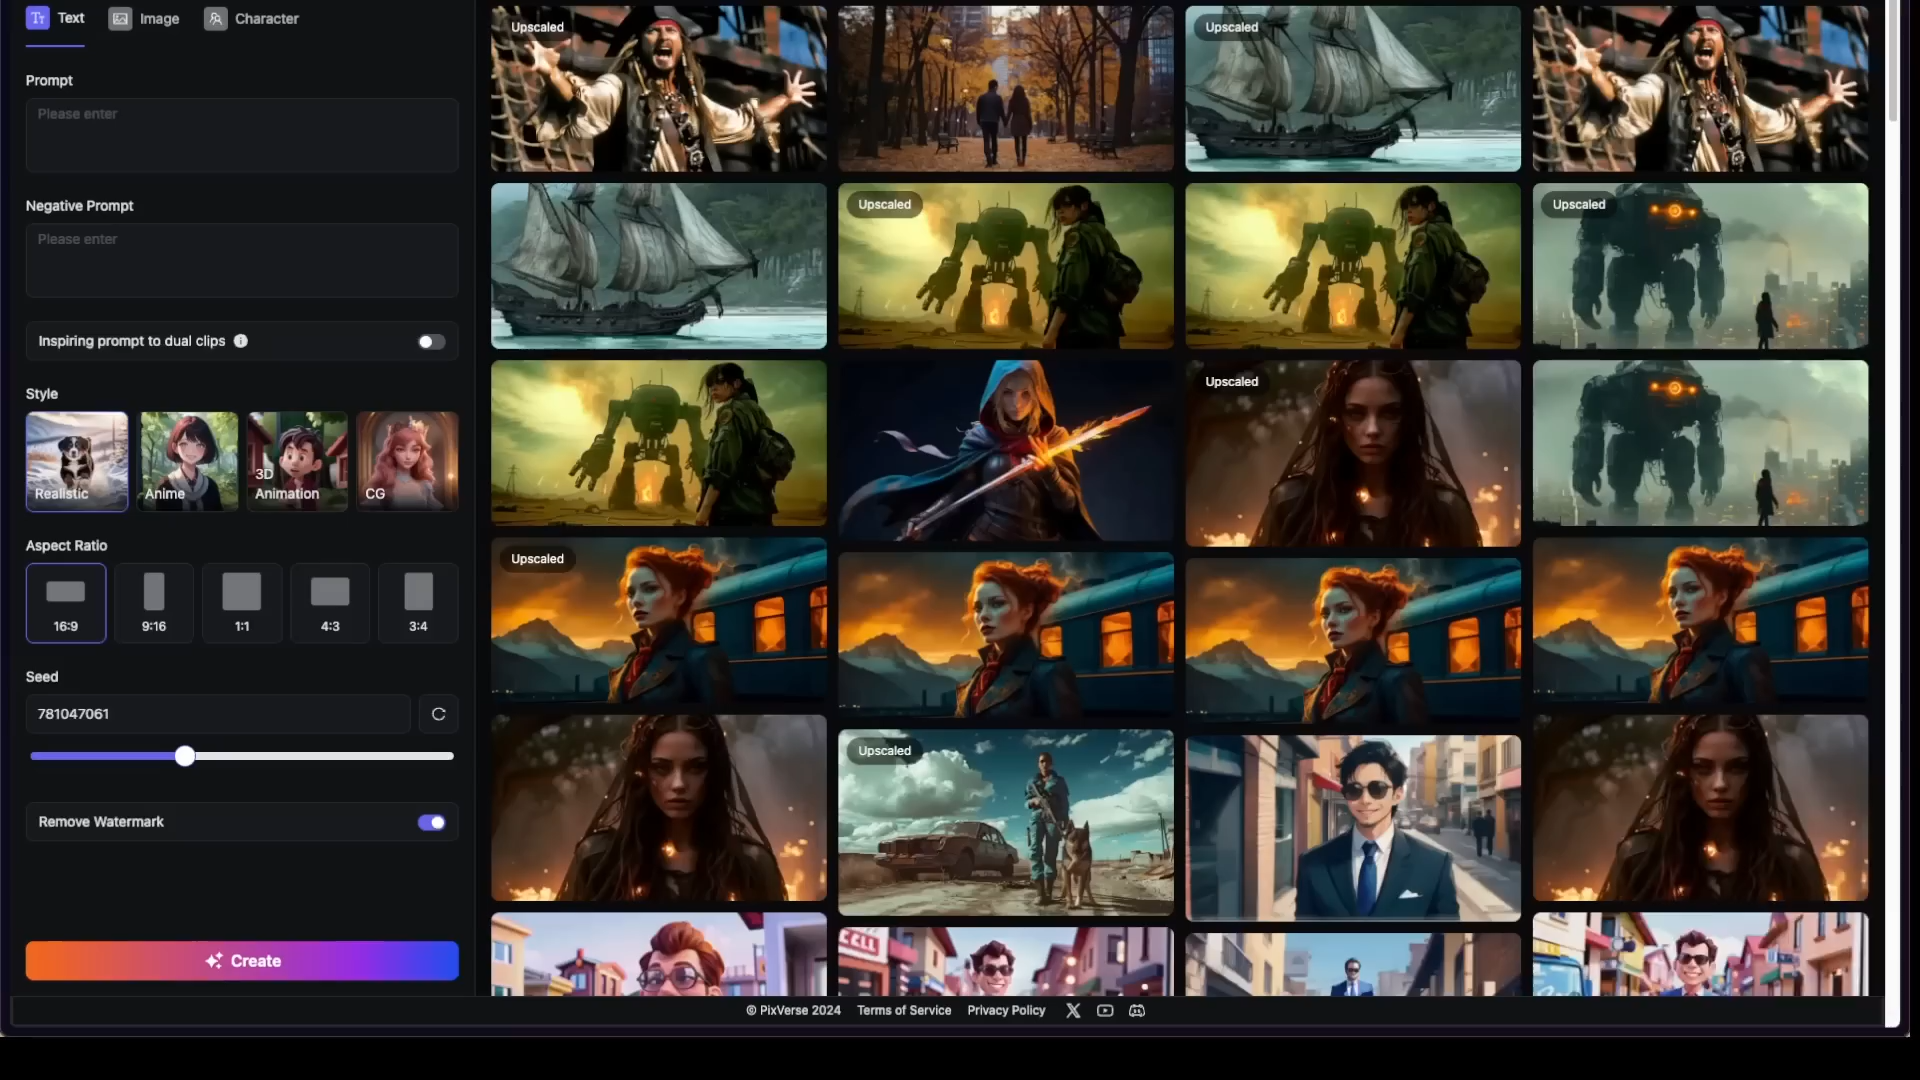 Text
Image
Character
Prompt
Please enter
Negative Prompt
Please enter
Inspiring prompt to dual clips
Style
Realistic
Anime
3D
Animation
CG
Aspect Ratio
16:9
9:16
1:1
4:3
3:4
Seed
781047061
Remove Watermark
Create
Upscaled
Upscaled
Upscaled
Upscaled
Upscaled
Upscaled
Upscaled
© PixVerse 2024
Terms of Service
Privacy Policy